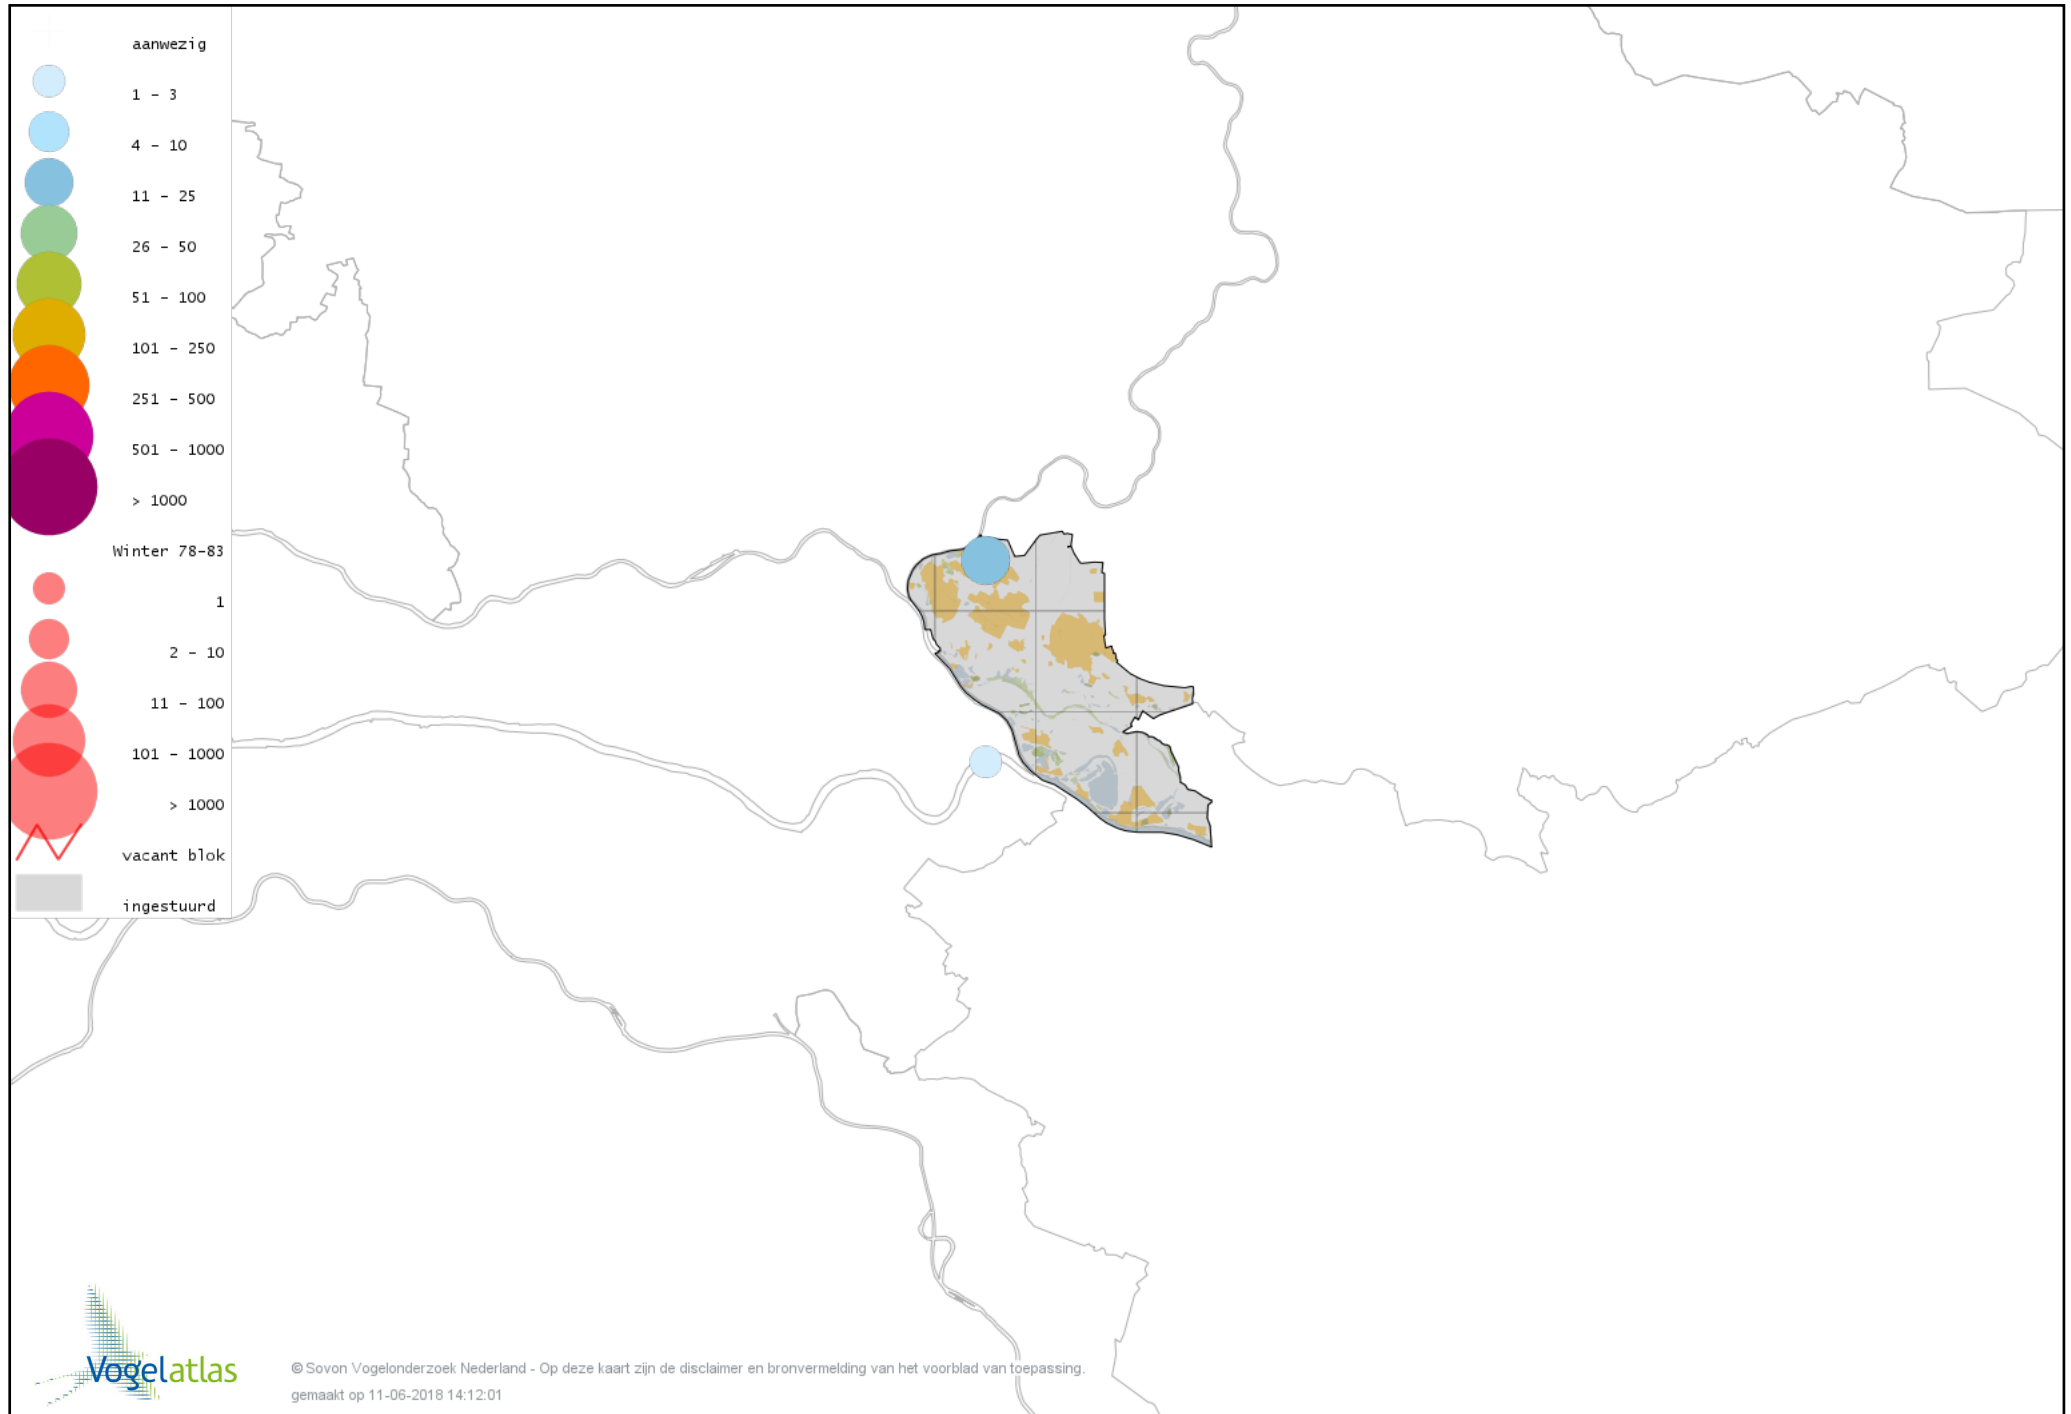 aanwezig
1 - 3
4 - 10
11 - 25
26 - 50
51 - 100
101 - 250
251 - 500
501 - 1000
> 1000
Winter 78-83
1
2 - 10
11 - 100
101 - 1000
> 1000
vacant blok
ingestuurd
Vogelatlas
© Sovon Vogelonderzoek Nederland - Op deze kaart zijn de disclaimer en bronvermelding van het voorblad van toepassing.
gemaakt op 11-06-2018 14:12:01